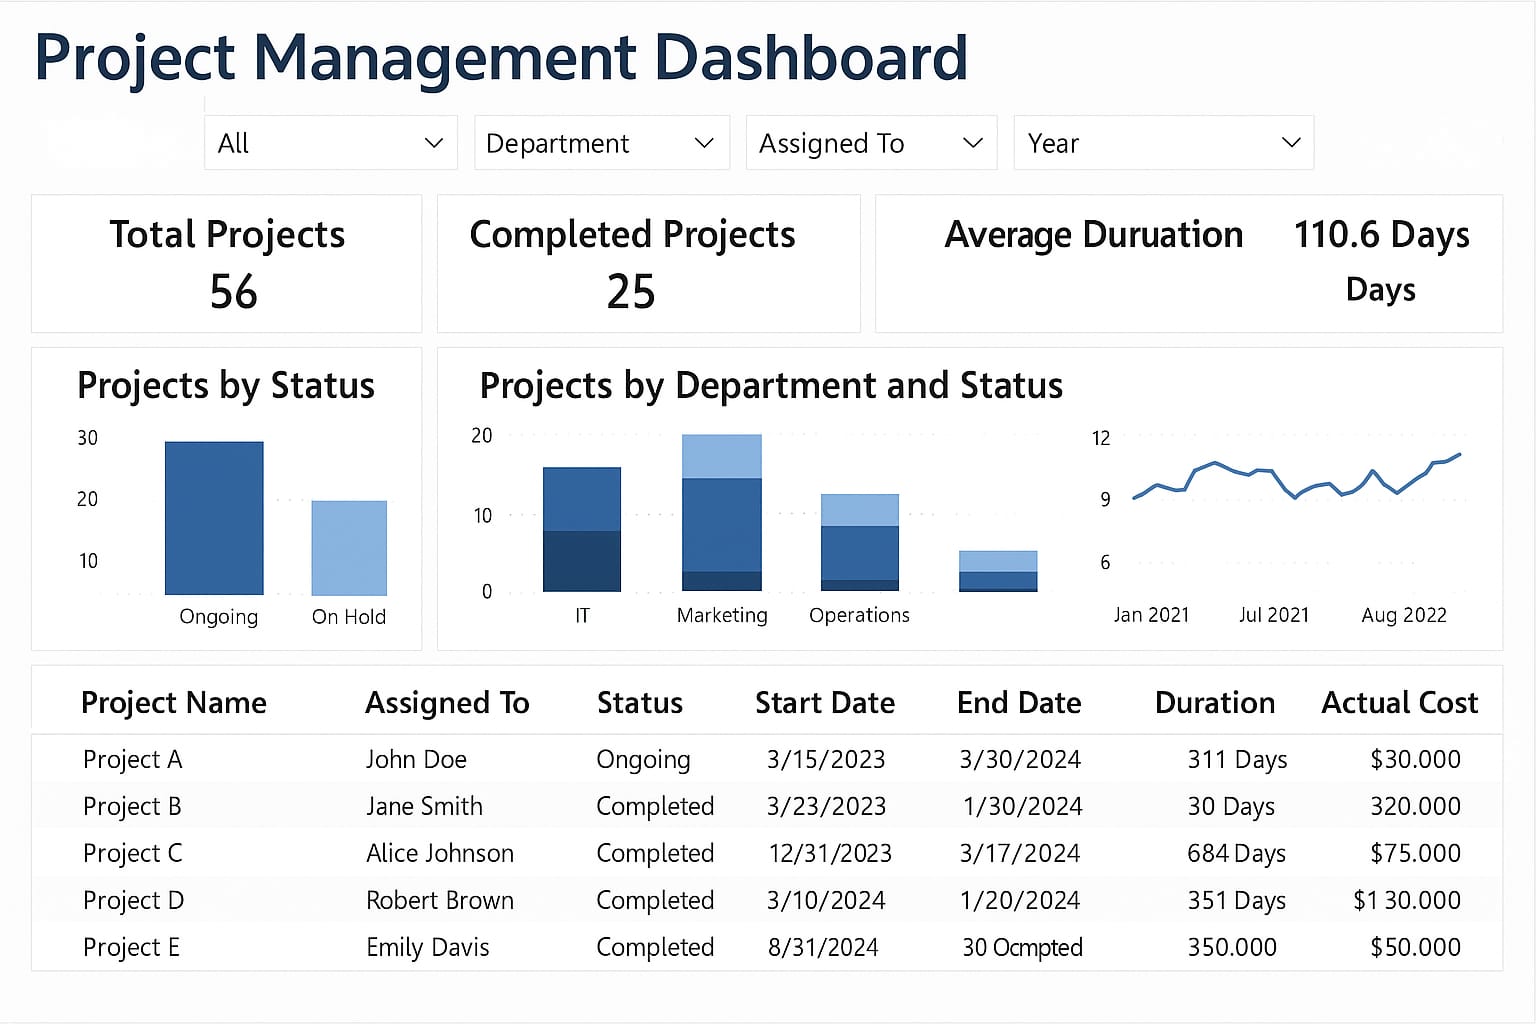 Project Management Dashboard
All Department Assigned To Year
Total Projects
56
Completed Projects
25
Average Duruation 110.6 Days
Days
Projects by Status
30
20
10
Ongoing On Hold
Projects by Department and Status
20
10
0
IT Marketing Operations
12
9
6
Jan 2021 Jul 2021 Aug 2022
Project Name Assigned To Status Start Date End Date Duration Actual Cost
Project A John Doe Ongoing 3/15/2023 3/30/2024 311 Days $30.000
Project B Jane Smith Completed 3/23/2023 1/30/2024 30 Days 320.000
Project C Alice Johnson Completed 12/31/2023 3/17/2024 684 Days $75.000
Project D Robert Brown Completed 3/10/2024 1/20/2024 351 Days $1 30.000
Project E Emily Davis Completed 8/31/2024 30 Ocmpted 350.000 $50.000